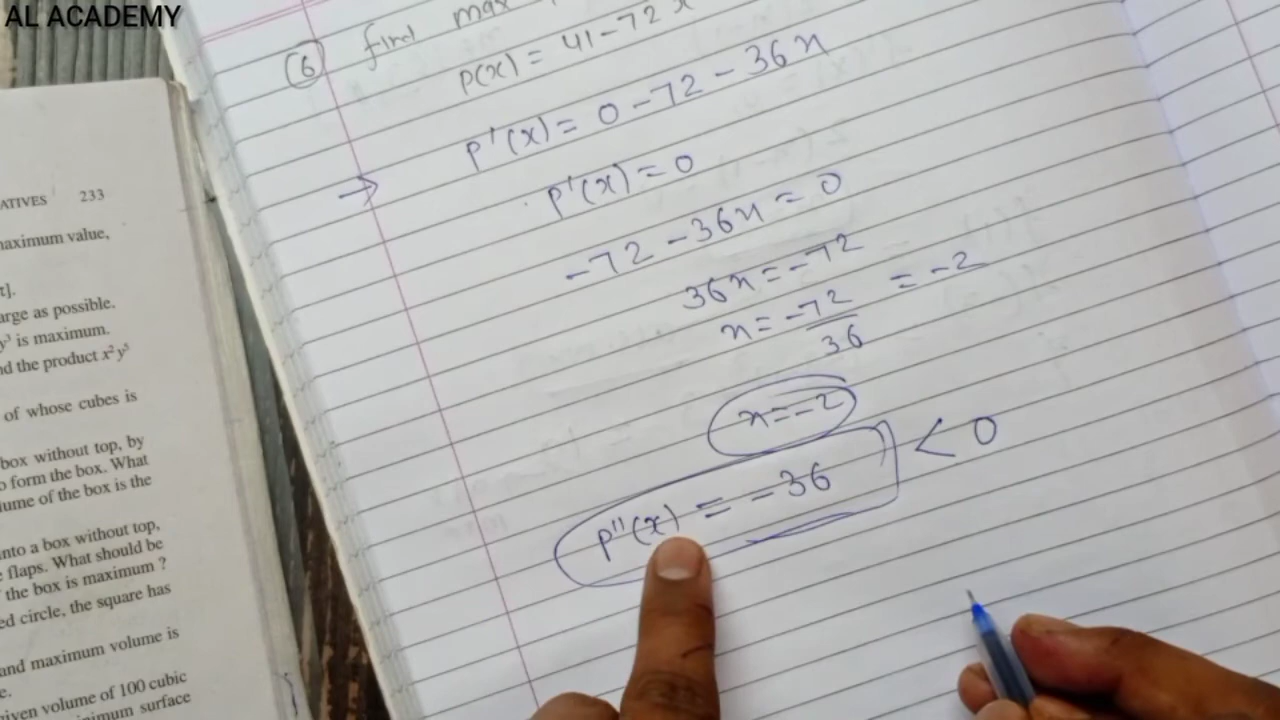 AL ACADEMY
(6) find max
p(x) = 41 - 72x
p'(x) = 0 - 72 - 36x
→ p'(x) = 0
-72 - 36x = 0
36x = -72
x = -72/36 = -2
x = -2
p''(x) = -36 < 0
ATIVES 233
naximum value,
t].
arge as possible.
y³ is maximum.
nd the product x² y⁵
of whose cubes is
box without top, by
o form the box. What
lume of the box is the
nto a box without top,
e flaps. What should be
the box is maximum ?
ed circle, the square has
and maximum volume is
e.
given volume of 100 cubic
nimum surface